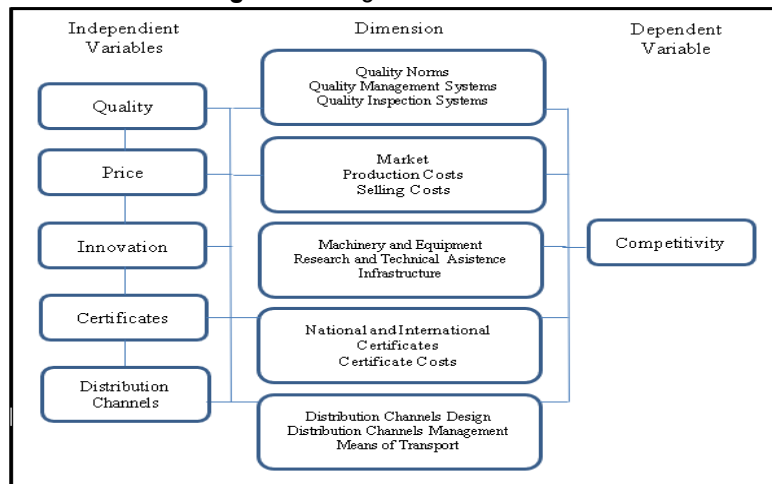 Independient
Variables
Dimension
Dependent
Variable
Quality
Quality Norms
Quality Management Systems
Quality Inspection Systems
Price
Market
Production Costs
Selling Costs
Innovation
Machinery and Equipment
Research and Technical Asistence
Infrastructure
Competitivity
Certificates
National and International
Certificates
Certificate Costs
Distribution
Channels
Distribution Channels Design
Distribution Channels Management
Means of Transport